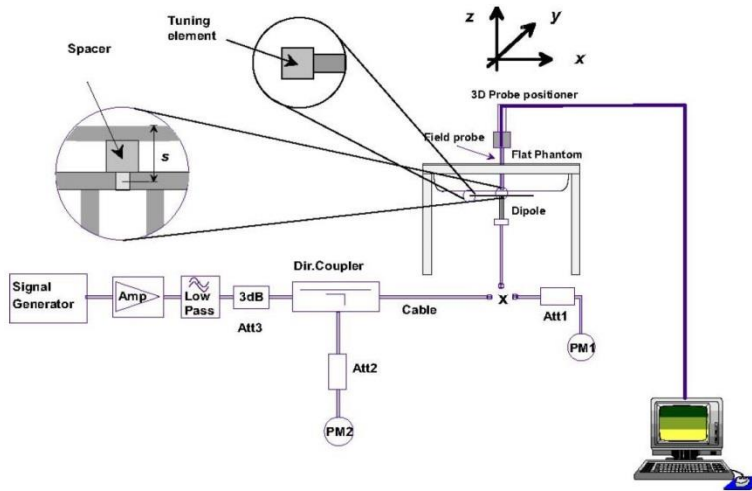 Tuning
element
Spacer
s
z
y
x
3D Probe positioner
Field probe
Flat Phantom
Dipole
Signal
Generator
Amp
Low
Pass
3dB
Att3
Dir.Coupler
Cable
x
Att1
PM1
Att2
PM2